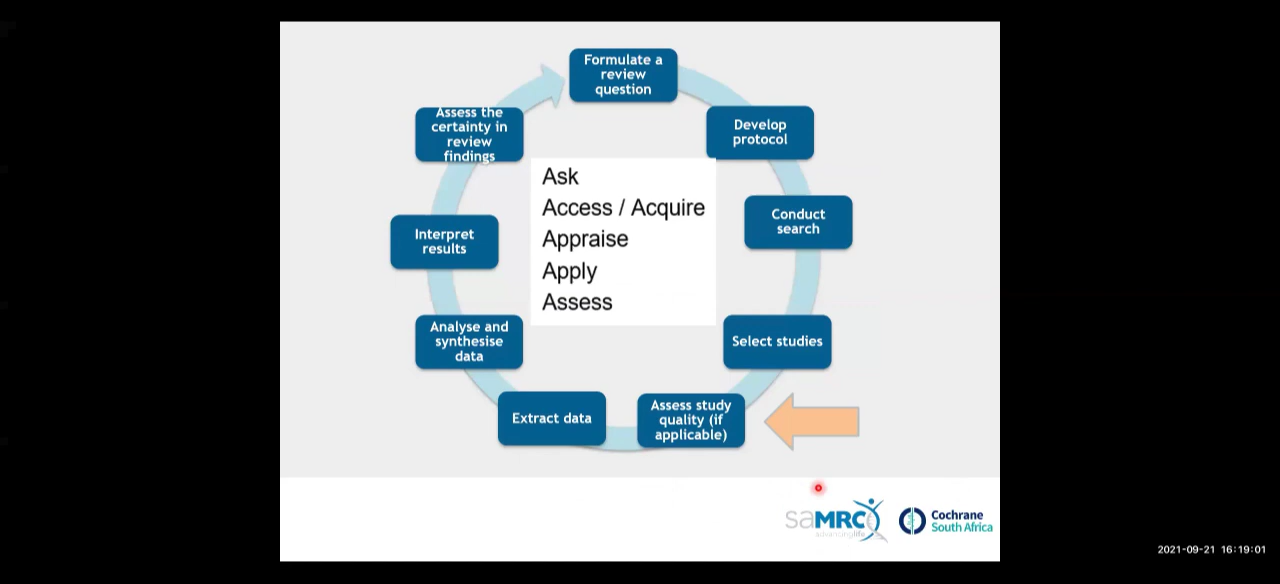 Formulate a
review
question
Develop
protocol
Conduct
search
Select studies
Assess study
quality (if
applicable)
Extract data
Analyse and
synthesise
data
Interpret
results
Assess the
certainty in
review
findings
Ask
Access / Acquire
Appraise
Apply
Assess
saMRC
advancing life
Cochrane
South Africa
2021-09-21 16:19:01